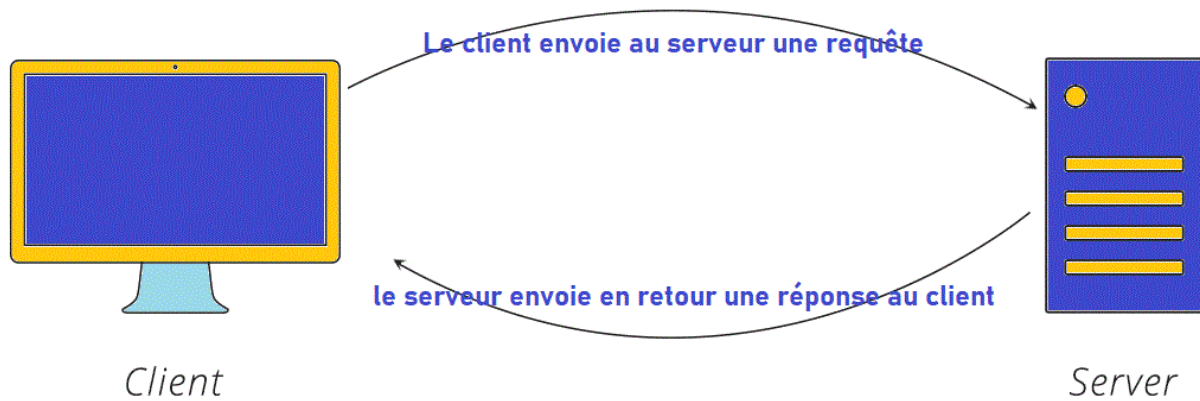 Le client envoie au serveur une requête
le serveur envoie en retour une réponse au client
Client
Server